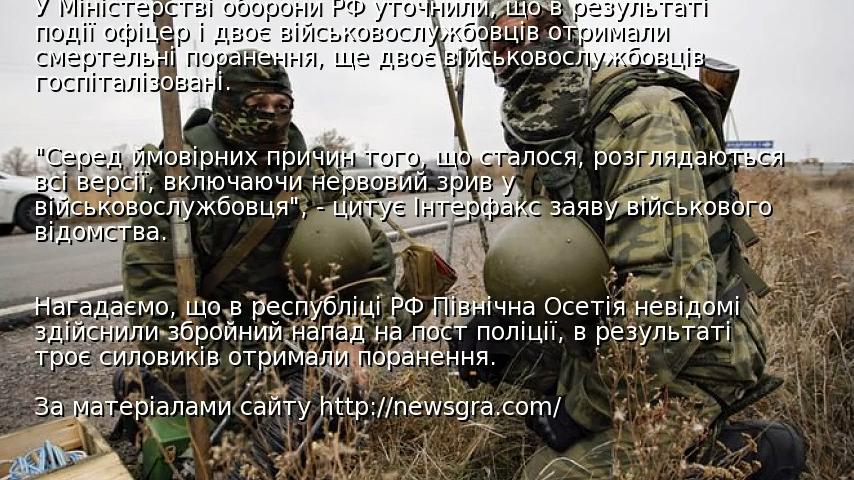 У Міністерстві оборони РФ уточнили, що в результаті
події офіцер і двоє військовослужбовців отримали
смертельні поранення, ще двоє військовослужбовців
госпіталізовані.
"Серед ймовірних причин того, що сталося, розглядаються
всі версії, включаючи нервовий зрив у
військовослужбовця", - цитує Інтерфакс заяву військового
відомства.
Нагадаємо, що в республіці РФ Північна Осетія невідомі
здійснили збройний напад на пост поліції, в результаті
троє силовиків отримали поранення.
За матеріалами сайту http://newsgra.com/